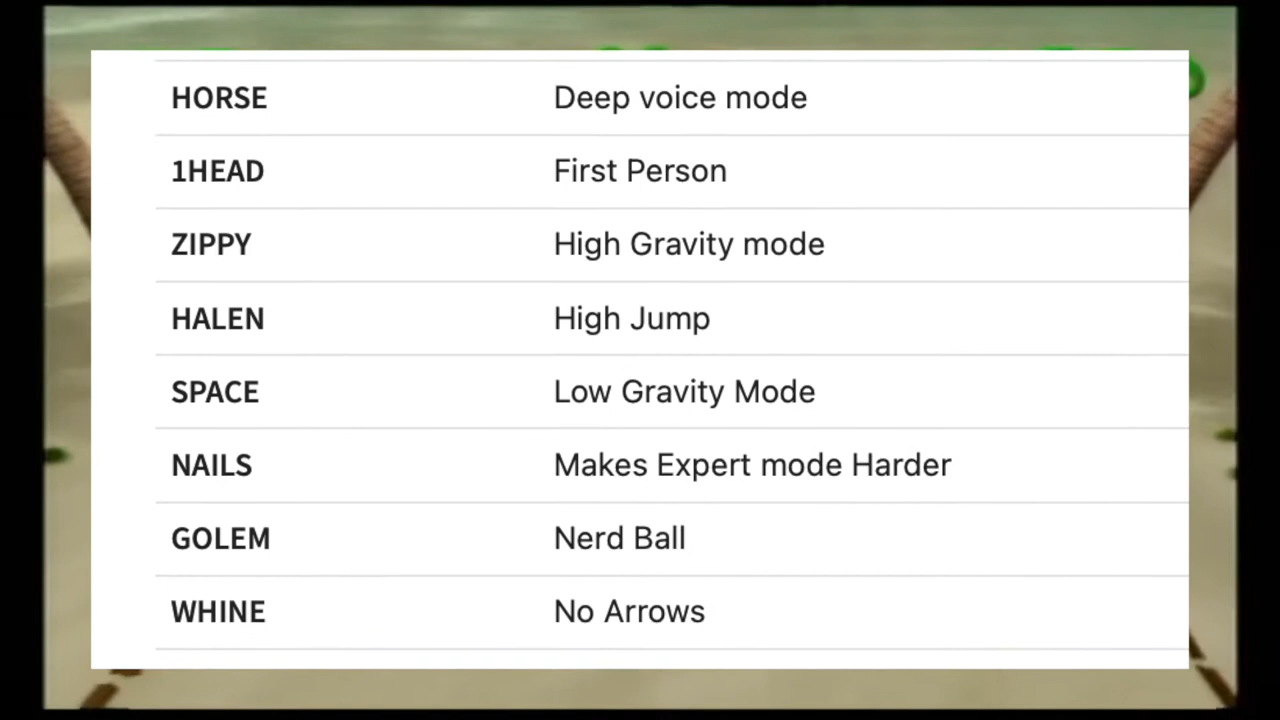 HORSE Deep voice mode
1HEAD First Person
ZIPPY High Gravity mode
HALEN High Jump
SPACE Low Gravity Mode
NAILS Makes Expert mode Harder
GOLEM Nerd Ball
WHINE No Arrows